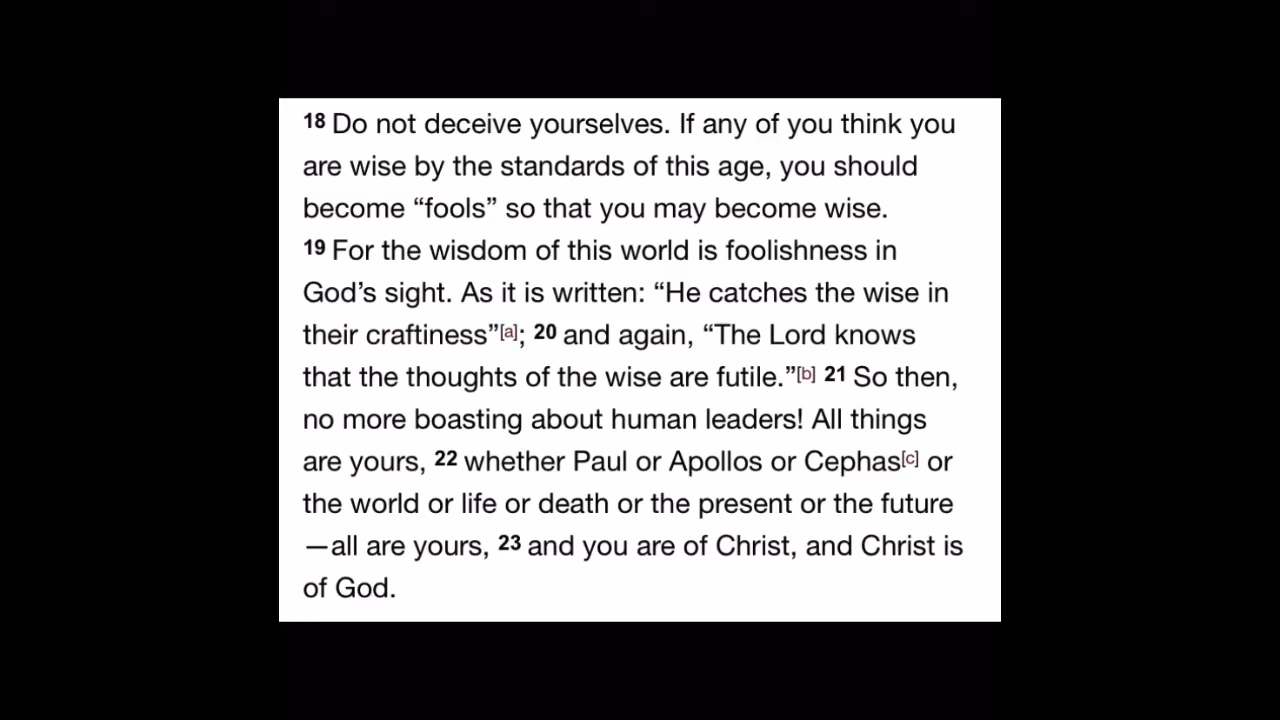 18 Do not deceive yourselves. If any of you think you
are wise by the standards of this age, you should
become “fools” so that you may become wise.
19 For the wisdom of this world is foolishness in
God’s sight. As it is written: “He catches the wise in
their craftiness”[a]; 20 and again, “The Lord knows
that the thoughts of the wise are futile.”[b] 21 So then,
no more boasting about human leaders! All things
are yours, 22 whether Paul or Apollos or Cephas[c] or
the world or life or death or the present or the future
—all are yours, 23 and you are of Christ, and Christ is
of God.